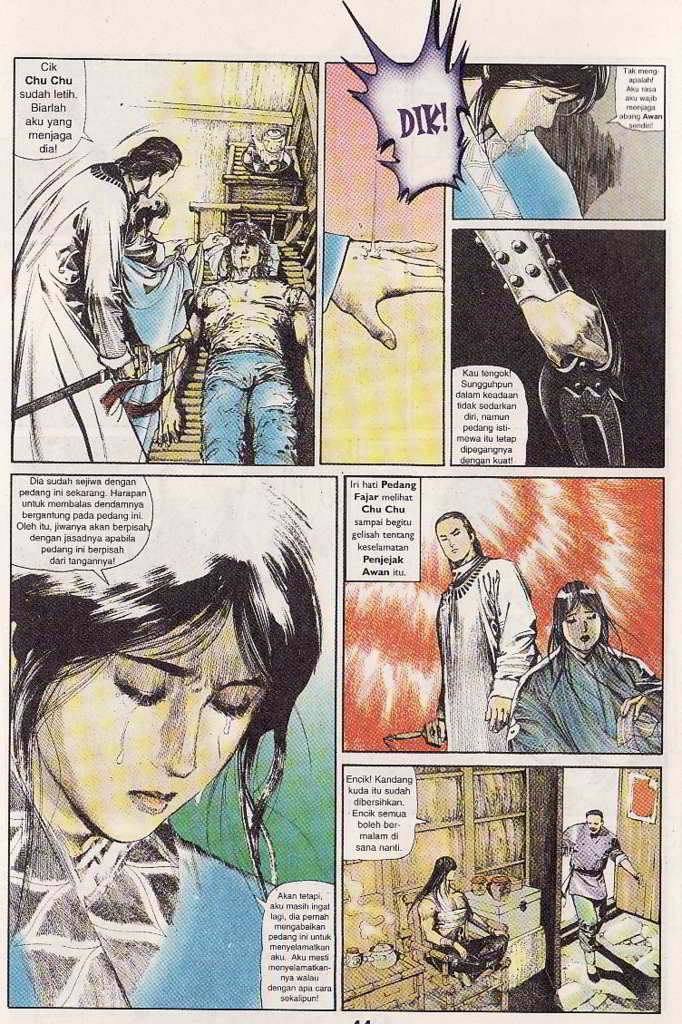 Cik
Chu Chu
sudah letih.
Biarlah
aku yang
menjaga
dia!
DIK!
Tak meng-
apalah!
Aku rasa
aku wajib
menjaga
abang Awan
sendiri!
Kau tengok!
Sungguhpun
dalam keadaan
tidak sedarkan
diri, namun
pedang isti-
mewa itu tetap
dipegangnya
dengan kuat!
Dia sudah sejiwa dengan
pedang ini sekarang. Harapan
untuk membalas dendamnya
bergantung pada pedang ini.
Oleh itu, jiwanya akan berpisah
dengan jasadnya apabila
pedang ini berpisah
dari tangannya!
Akan tetapi,
aku masih ingat
lagi, dia pernah
mengabaikan
pedang ini untuk
menyelamatkan
aku. Aku mesti
menyelamatkan-
nya walau
dengan apa cara
sekalipun!
Iri hati Pedang
Fajar melihat
Chu Chu
sampai begitu
gelisah tentang
keselamatan
Penjejak
Awan itu.
Encik! Kandang
kuda itu sudah
dibersihkan.
Encik semua
boleh ber-
malam di
sana nanti.